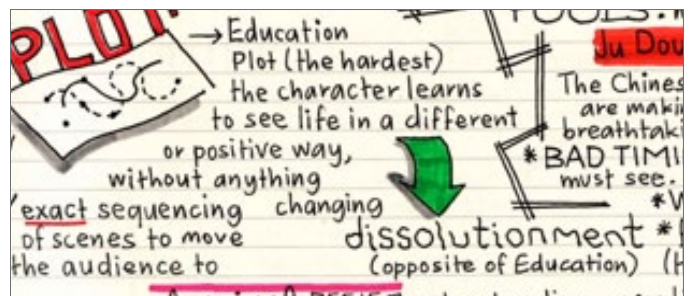 PLOT
→ Education
Plot (the hardest)
the character learns
to see life in a different
or positive way,
without anything
changing
exact sequencing
of scenes to move
the audience to
dissolutionment
(opposite of Education)
TOOLS
Ju Dou
The Chines
are makin
breathtaki
* BAD TIMI
must see.